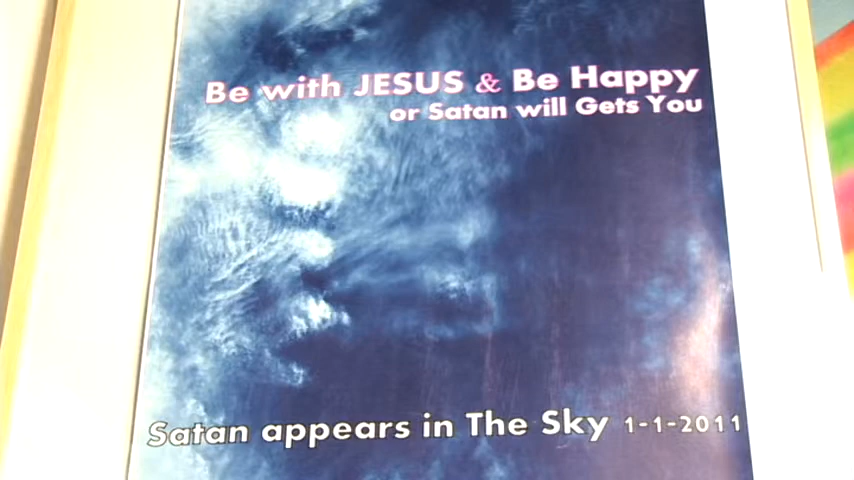 Be with JESUS & Be Happy
or Satan will Gets You
Satan appears in The Sky 1-1-2011